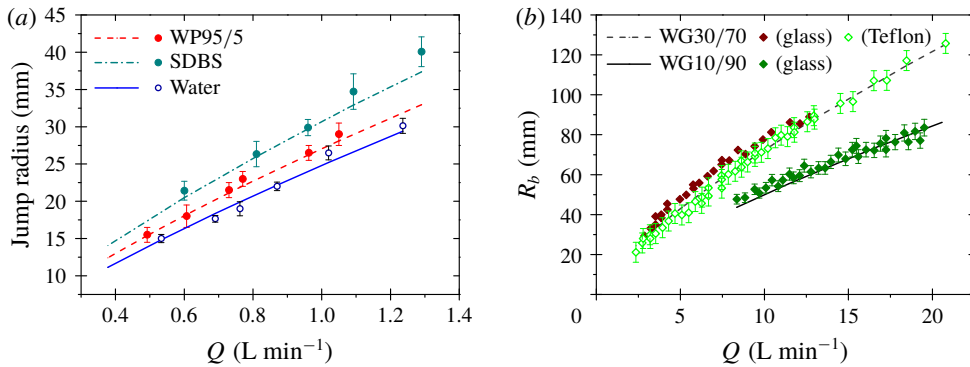 (a)
45
40
35
30
25
20
15
10
Jump radius (mm)
WP95/5
SDBS
Water
0.4 0.6 0.8 1.0 1.2 1.4
Q (L min⁻¹)
(b)
140
120
100
80
60
40
20
0
R_b (mm)
WG30/70 (glass) (Teflon)
WG10/90 (glass)
5 10 15 20
Q (L min⁻¹)